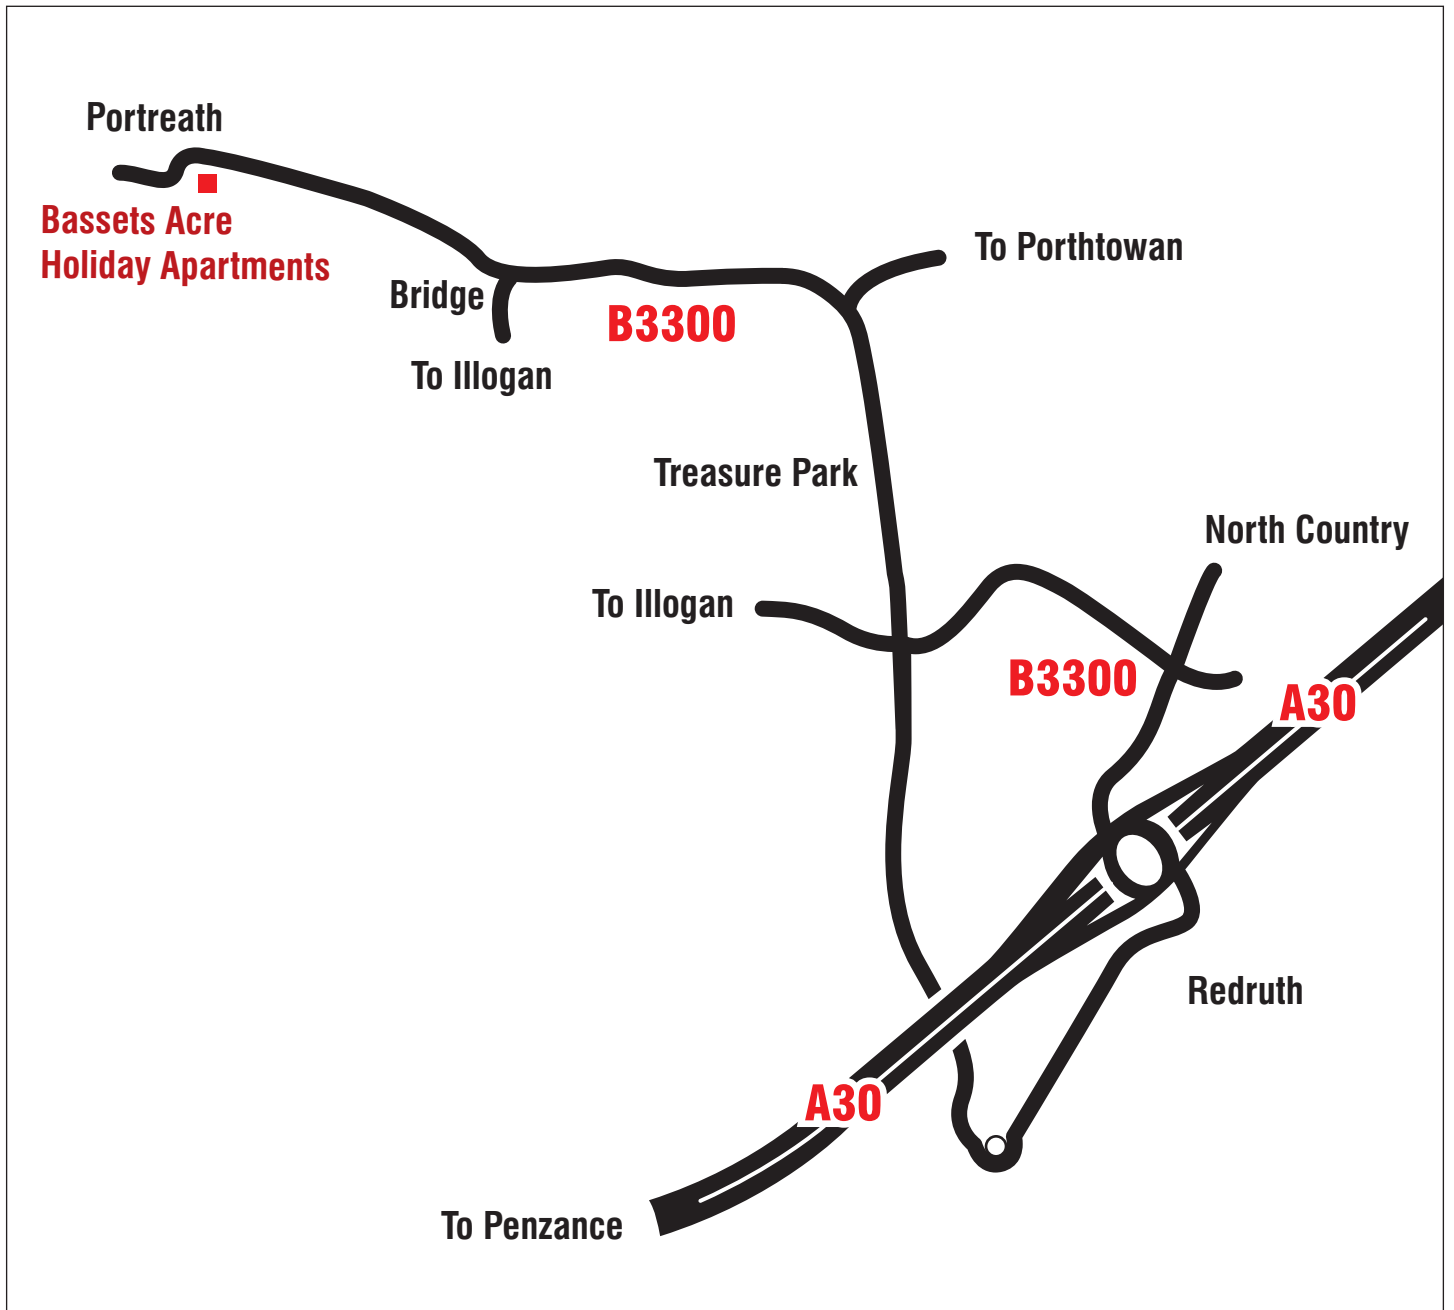 Portreath
Bassets Acre
Holiday Apartments
To Porthtowan
Bridge
B3300
To Illogan
Treasure Park
North Country
To Illogan
B3300
A30
Redruth
A30
To Penzance